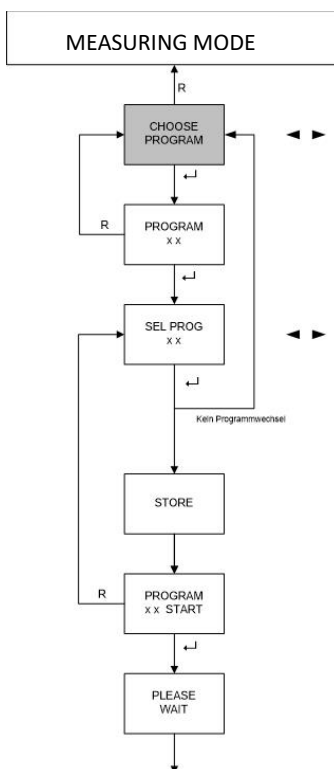 MEASURING MODE
R
CHOOSE
PROGRAM
R
PROGRAM
x x
SEL PROG
x x
Kein Programmwechsel
STORE
R
PROGRAM
x x START
PLEASE
WAIT